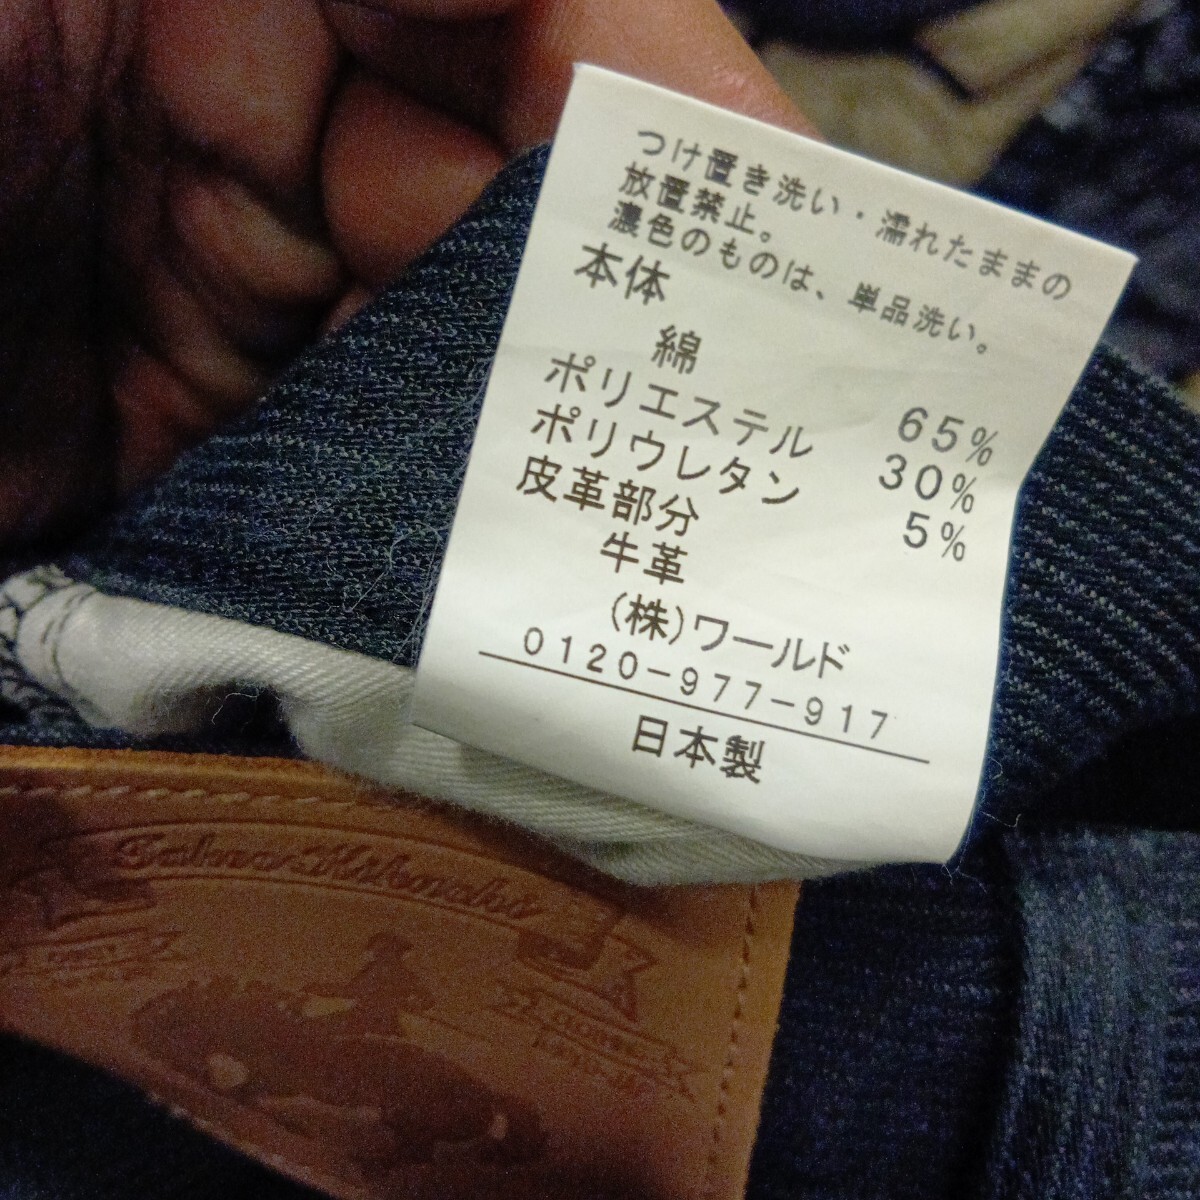 つけ置き洗い・濡れたままの
放置禁止。
濃色のものは、単品洗い。
本体
綿 65%
ポリエステル 30%
ポリウレタン 5%
皮革部分
牛革
(株)ワールド
0120-977-917
日本製